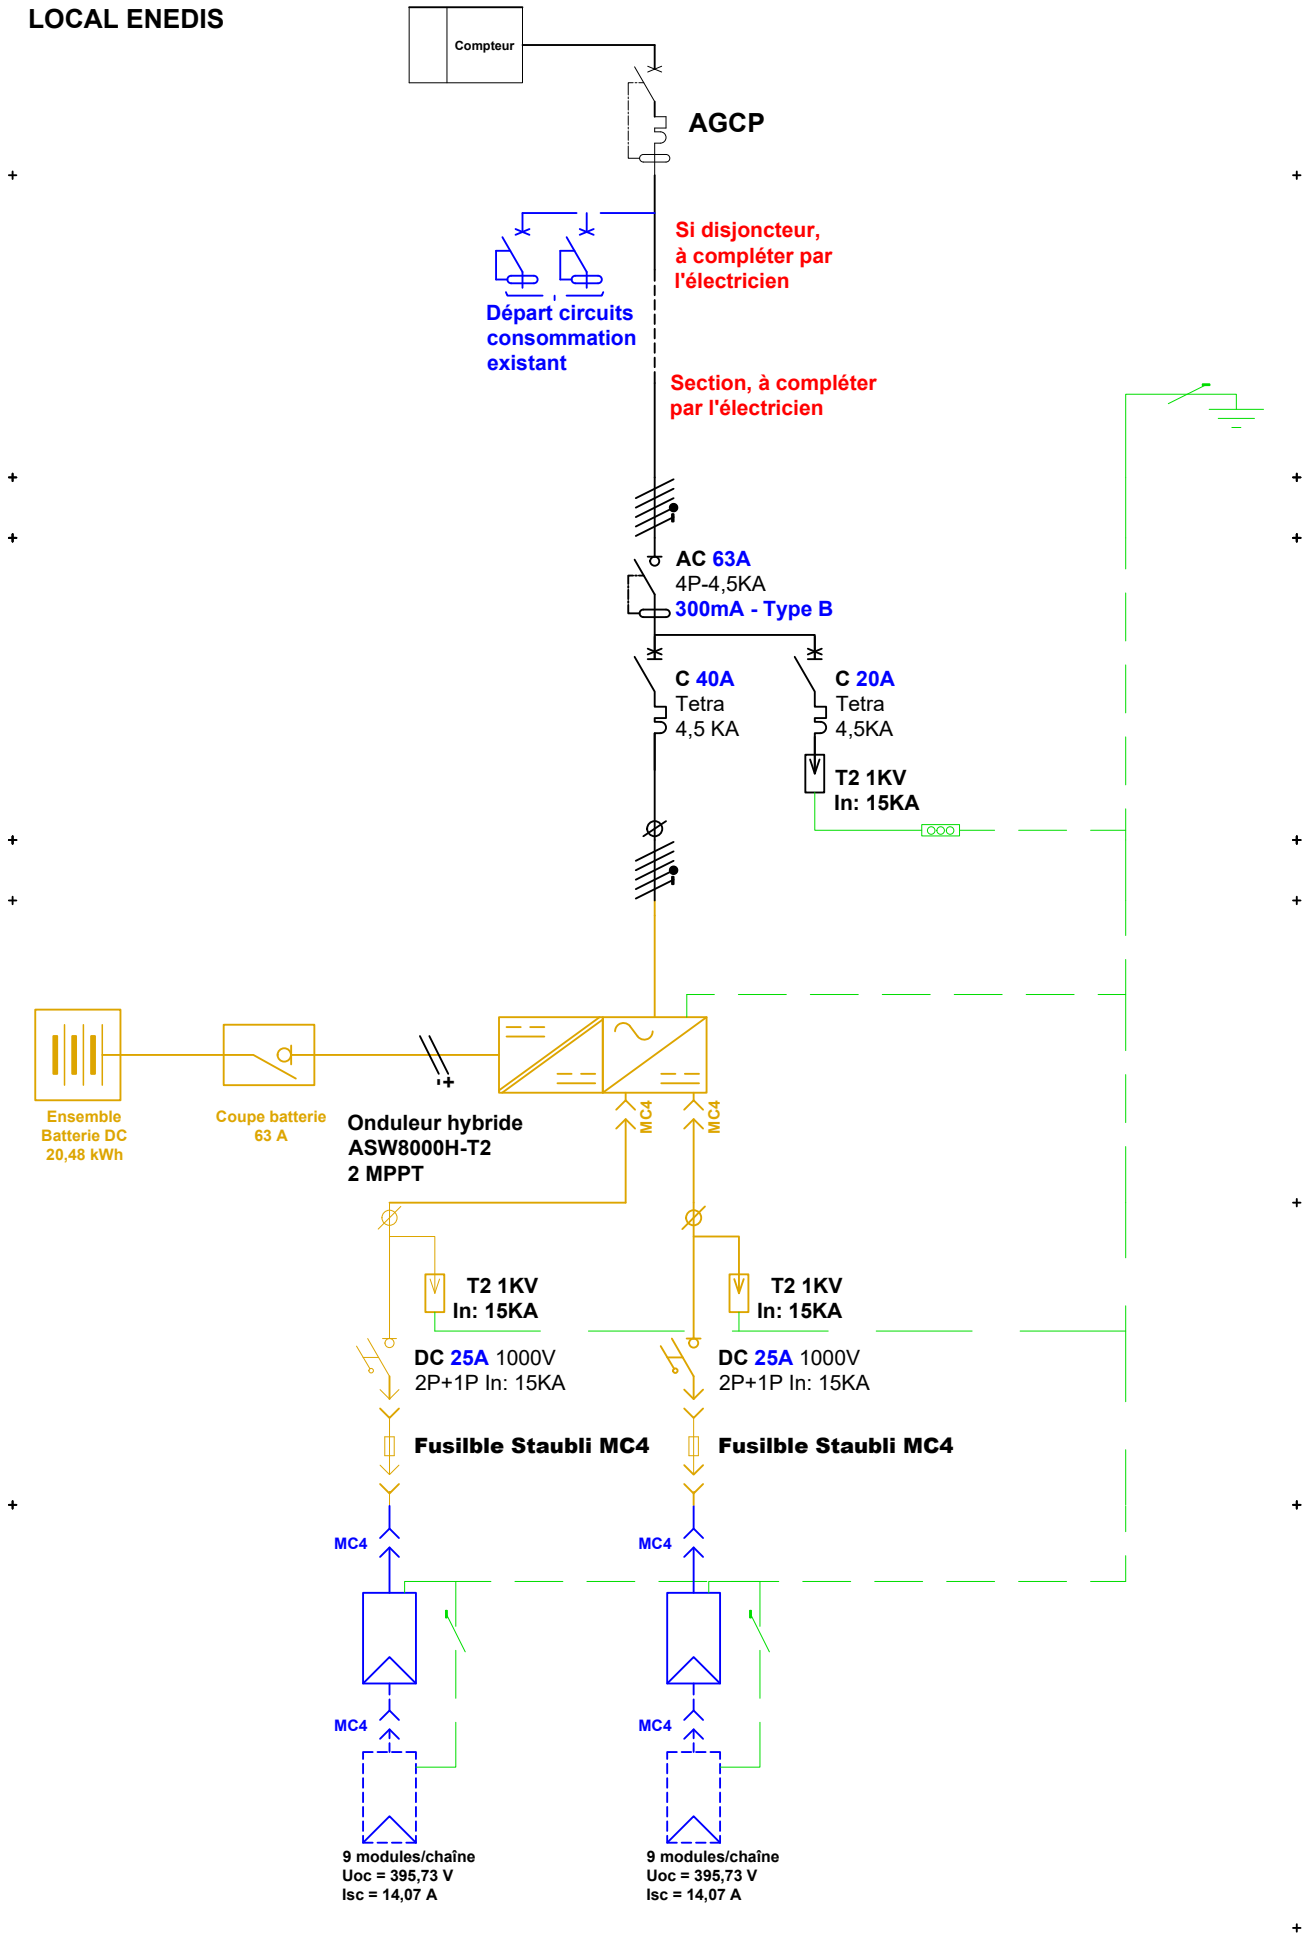 LOCAL ENEDIS
Compteur
AGCP
Si disjoncteur,
à compléter par
l'électricien
Départ circuits
consommation
existant
Section, à compléter
par l'électricien
AC 63A
4P-4,5KA
300mA - Type B
C 40A
Tetra
4,5 KA
C 20A
Tetra
4,5KA
T2 1KV
In: 15KA
Ensemble
Batterie DC
20,48 kWh
Coupe batterie
63 A
Onduleur hybride
ASW8000H-T2
2 MPPT
MC4
MC4
T2 1KV
In: 15KA
T2 1KV
In: 15KA
DC 25A 1000V
2P+1P In: 15KA
DC 25A 1000V
2P+1P In: 15KA
Fusilble Staubli MC4
Fusilble Staubli MC4
MC4
MC4
MC4
MC4
9 modules/chaîne
Uoc = 395,73 V
Isc = 14,07 A
9 modules/chaîne
Uoc = 395,73 V
Isc = 14,07 A